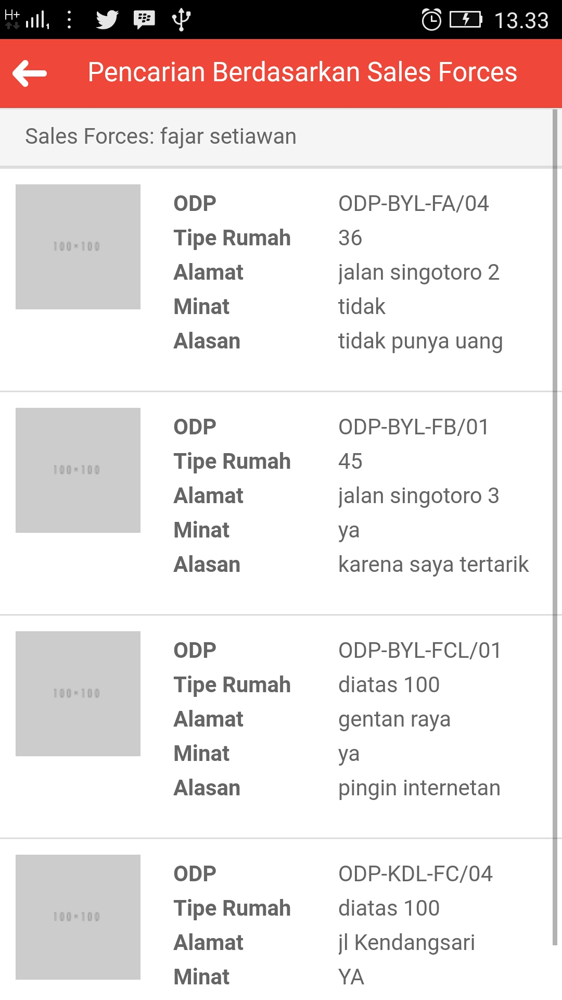 H+ 1 13.33
Pencarian Berdasarkan Sales Forces
Sales Forces: fajar setiawan
100×100
ODP ODP-BYL-FA/04
Tipe Rumah 36
Alamat jalan singotoro 2
Minat tidak
Alasan tidak punya uang
100×100
ODP ODP-BYL-FB/01
Tipe Rumah 45
Alamat jalan singotoro 3
Minat ya
Alasan karena saya tertarik
100×100
ODP ODP-BYL-FCL/01
Tipe Rumah diatas 100
Alamat gentan raya
Minat ya
Alasan pingin internetan
100×100
ODP ODP-KDL-FC/04
Tipe Rumah diatas 100
Alamat jl Kendangsari
Minat YA